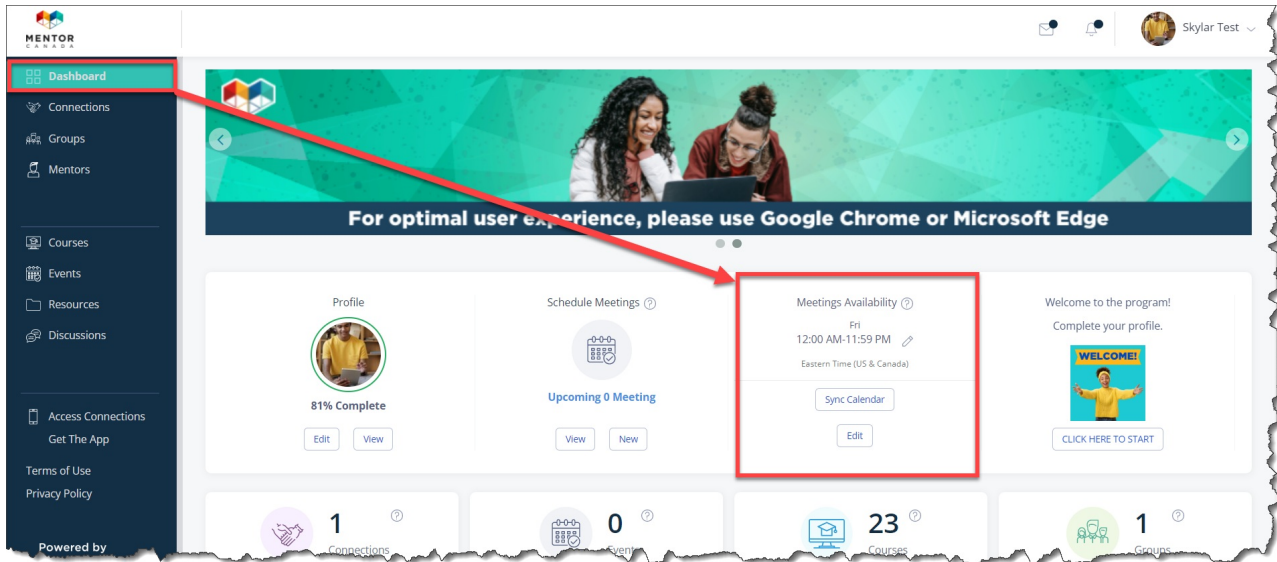 MENTOR
CANADA
Skylar Test
Dashboard
Connections
Groups
Mentors
Courses
Events
Resources
Discussions
Access Connections
Get The App
Terms of Use
Privacy Policy
Powered by
For optimal user experience, please use Google Chrome or Microsoft Edge
Profile
81% Complete
Edit View
Schedule Meetings ?
Upcoming 0 Meeting
View New
Meetings Availability ?
Fri
12:00 AM-11:59 PM
Eastern Time (US & Canada)
Sync Calendar
Edit
Welcome to the program!
Complete your profile.
WELCOME!
CLICK HERE TO START
1 ?
Connections
0 ?
Event
23 ?
Courses
1 ?
Groups